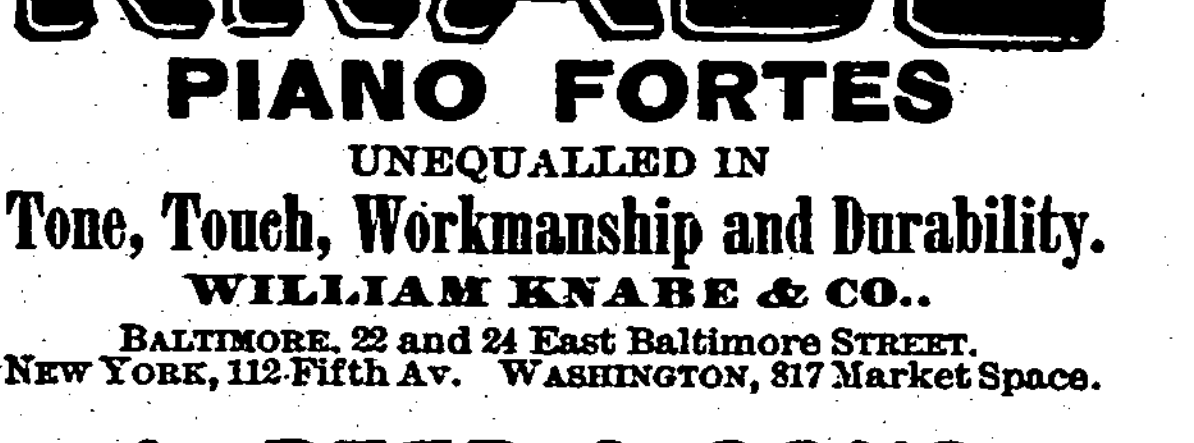 PIANO FORTES
UNEQUALLED IN
Tone, Touch, Workmanship and Durability.
WILLIAM KNABE & CO..
BALTIMORE, 22 and 24 East Baltimore STREET.
NEW YORK, 112 Fifth Av. WASHINGTON, 817 Market Space.